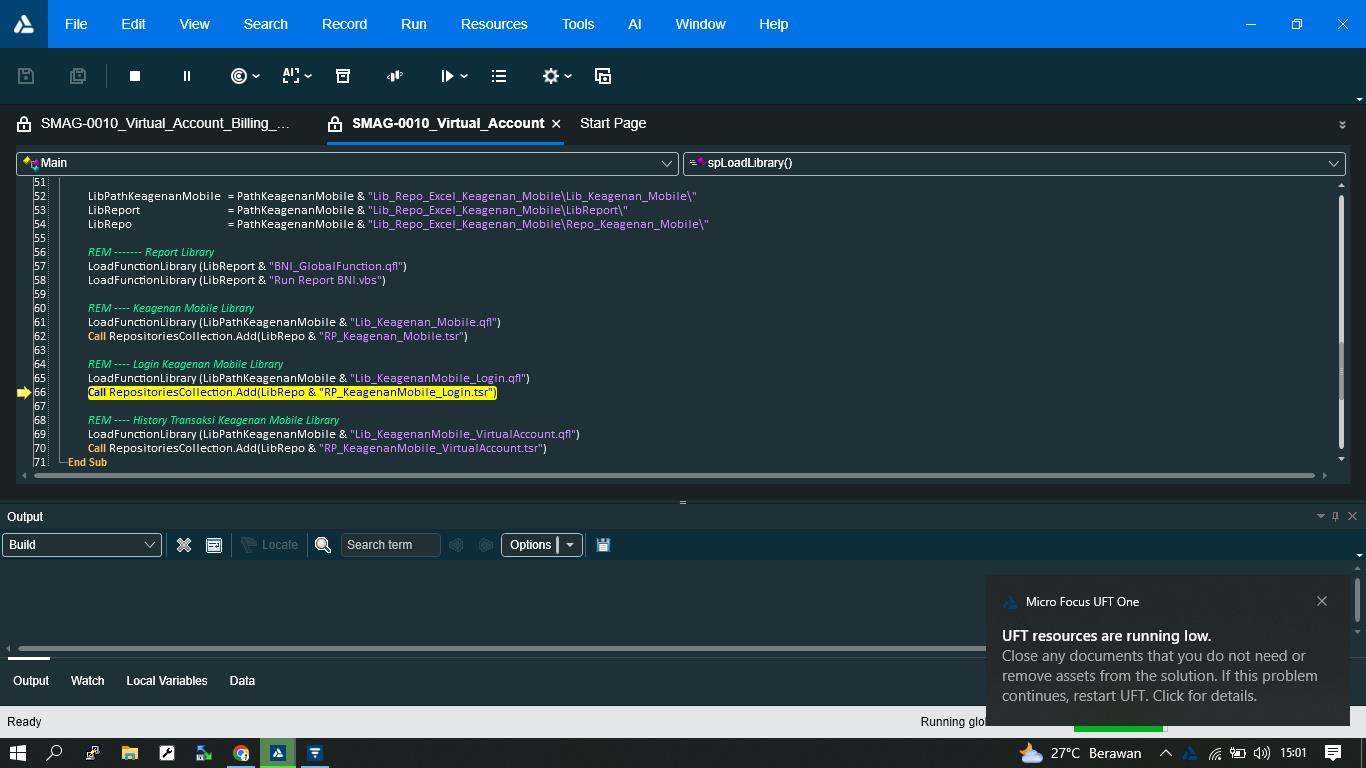 File Edit View Search Record Run Resources Tools AI Window Help
SMAG-0010_Virtual_Account_Billing_... SMAG-0010_Virtual_Account Start Page
Main spLoadLibrary()
51
52 LibPathKeagenanMobile = PathKeagenanMobile & "Lib_Repo_Excel_Keagenan_Mobile\Lib_Keagenan_Mobile\"
53 LibReport = PathKeagenanMobile & "Lib_Repo_Excel_Keagenan_Mobile\LibReport\"
54 LibRepo = PathKeagenanMobile & "Lib_Repo_Excel_Keagenan_Mobile\Repo_Keagenan_Mobile\"
55
56 REM ------- Report Library
57 LoadFunctionLibrary (LibReport & "BNI_GlobalFunction.qfl")
58 LoadFunctionLibrary (LibReport & "Run Report BNI.vbs")
59
60 REM ---- Keagenan Mobile Library
61 LoadFunctionLibrary (LibPathKeagenanMobile & "Lib_Keagenan_Mobile.qfl")
62 Call RepositoriesCollection.Add(LibRepo & "RP_Keagenan_Mobile.tsr")
63
64 REM ---- Login Keagenan Mobile Library
65 LoadFunctionLibrary (LibPathKeagenanMobile & "Lib_KeagenanMobile_Login.qfl")
66 Call RepositoriesCollection.Add(LibRepo & "RP_KeagenanMobile_Login.tsr")
67
68 REM ---- History Transaksi Keagenan Mobile Library
69 LoadFunctionLibrary (LibPathKeagenanMobile & "Lib_KeagenanMobile_VirtualAccount.qfl")
70 Call RepositoriesCollection.Add(LibRepo & "RP_KeagenanMobile_VirtualAccount.tsr")
71 End Sub
Output
Build Locate Search term Options
Micro Focus UFT One
UFT resources are running low.
Close any documents that you do not need or
remove assets from the solution. If this problem
continues, restart UFT. Click for details.
Output Watch Local Variables Data
Ready Running glo
27°C Berawan 15:01